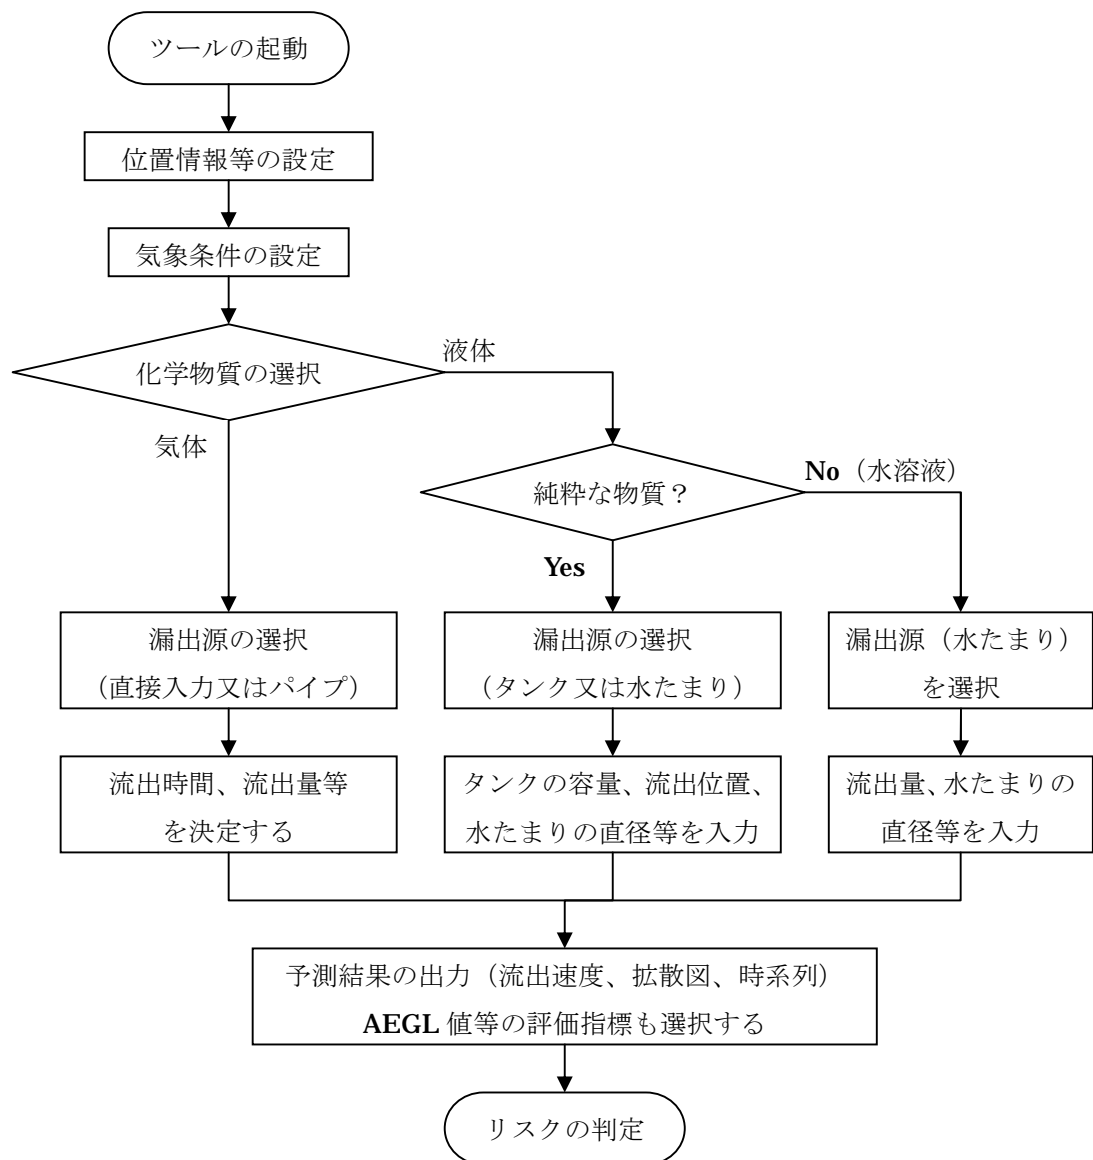 ツールの起動
位置情報等の設定
気象条件の設定
化学物質の選択
液体
気体
純粋な物質？
No（水溶液）
Yes
漏出源の選択
（直接入力又はパイプ）
漏出源の選択
（タンク又は水たまり）
漏出源（水たまり）
を選択
流出時間、流出量等
を決定する
タンクの容量、流出位置、
水たまりの直径等を入力
流出量、水たまりの
直径等を入力
予測結果の出力（流出速度、拡散図、時系列）
AEGL 値等の評価指標も選択する
リスクの判定